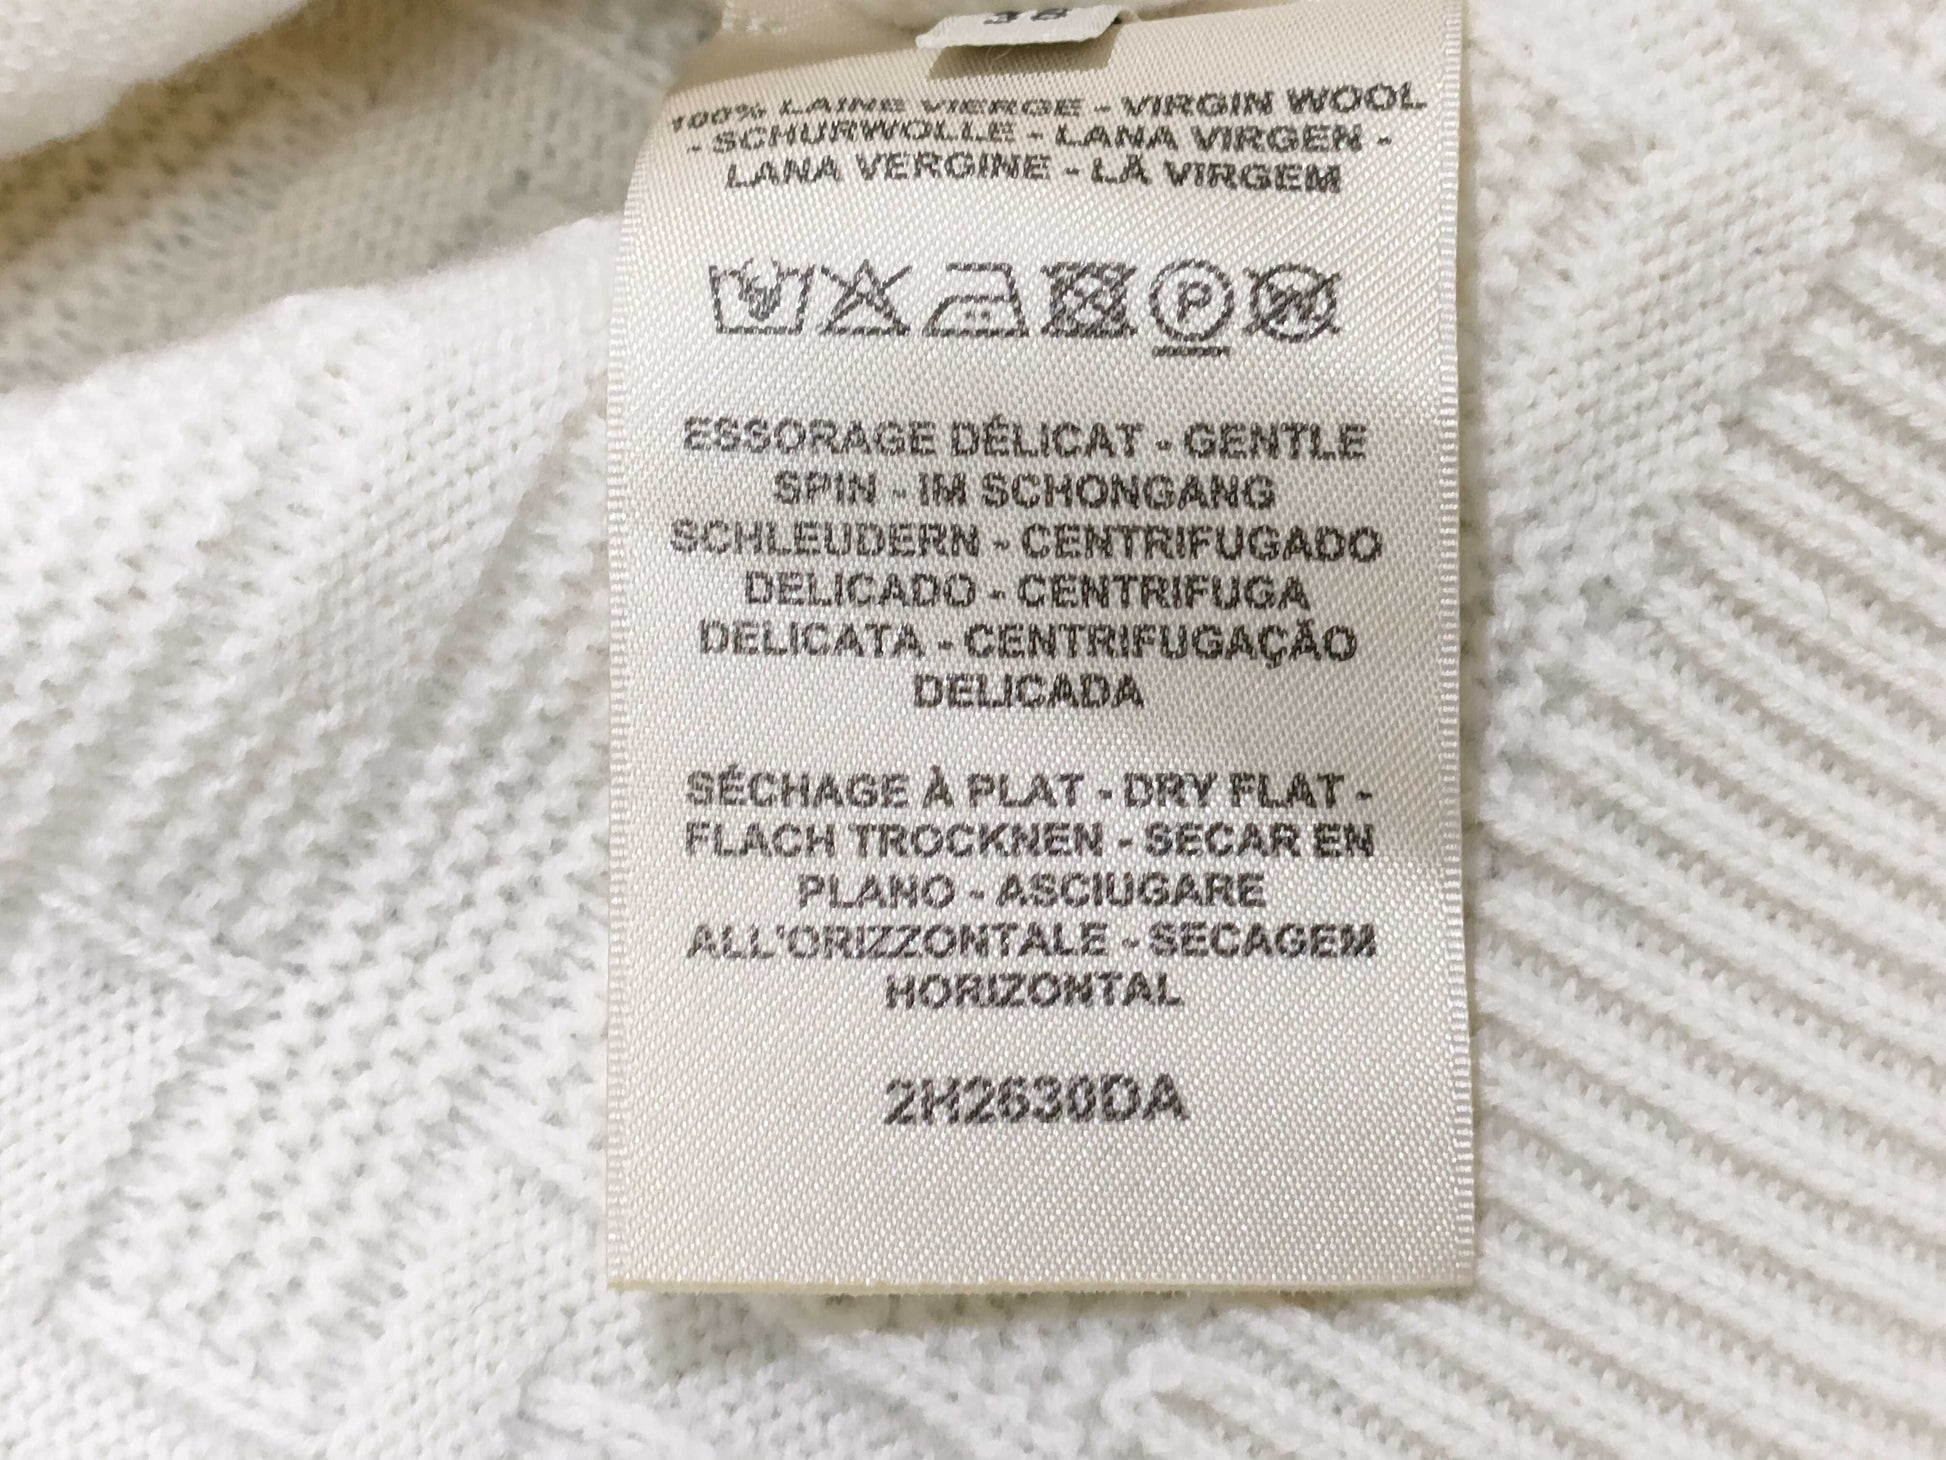 38
100% LAINE VIERGE - VIRGIN WOOL
- SCHURWOLLE - LANA VIRGEN -
LANA VERGINE - LÃ VIRGEM
P
W
ESSORAGE DÉLICAT - GENTLE
SPIN - IM SCHONGANG
SCHLEUDERN - CENTRIFUGADO
DELICADO - CENTRIFUGA
DELICATA - CENTRIFUGAÇÃO
DELICADA
SÉCHAGE À PLAT - DRY FLAT -
FLACH TROCKNEN - SECAR EN
PLANO - ASCIUGARE
ALL'ORIZZONTALE - SECAGEM
HORIZONTAL
2H2630DA